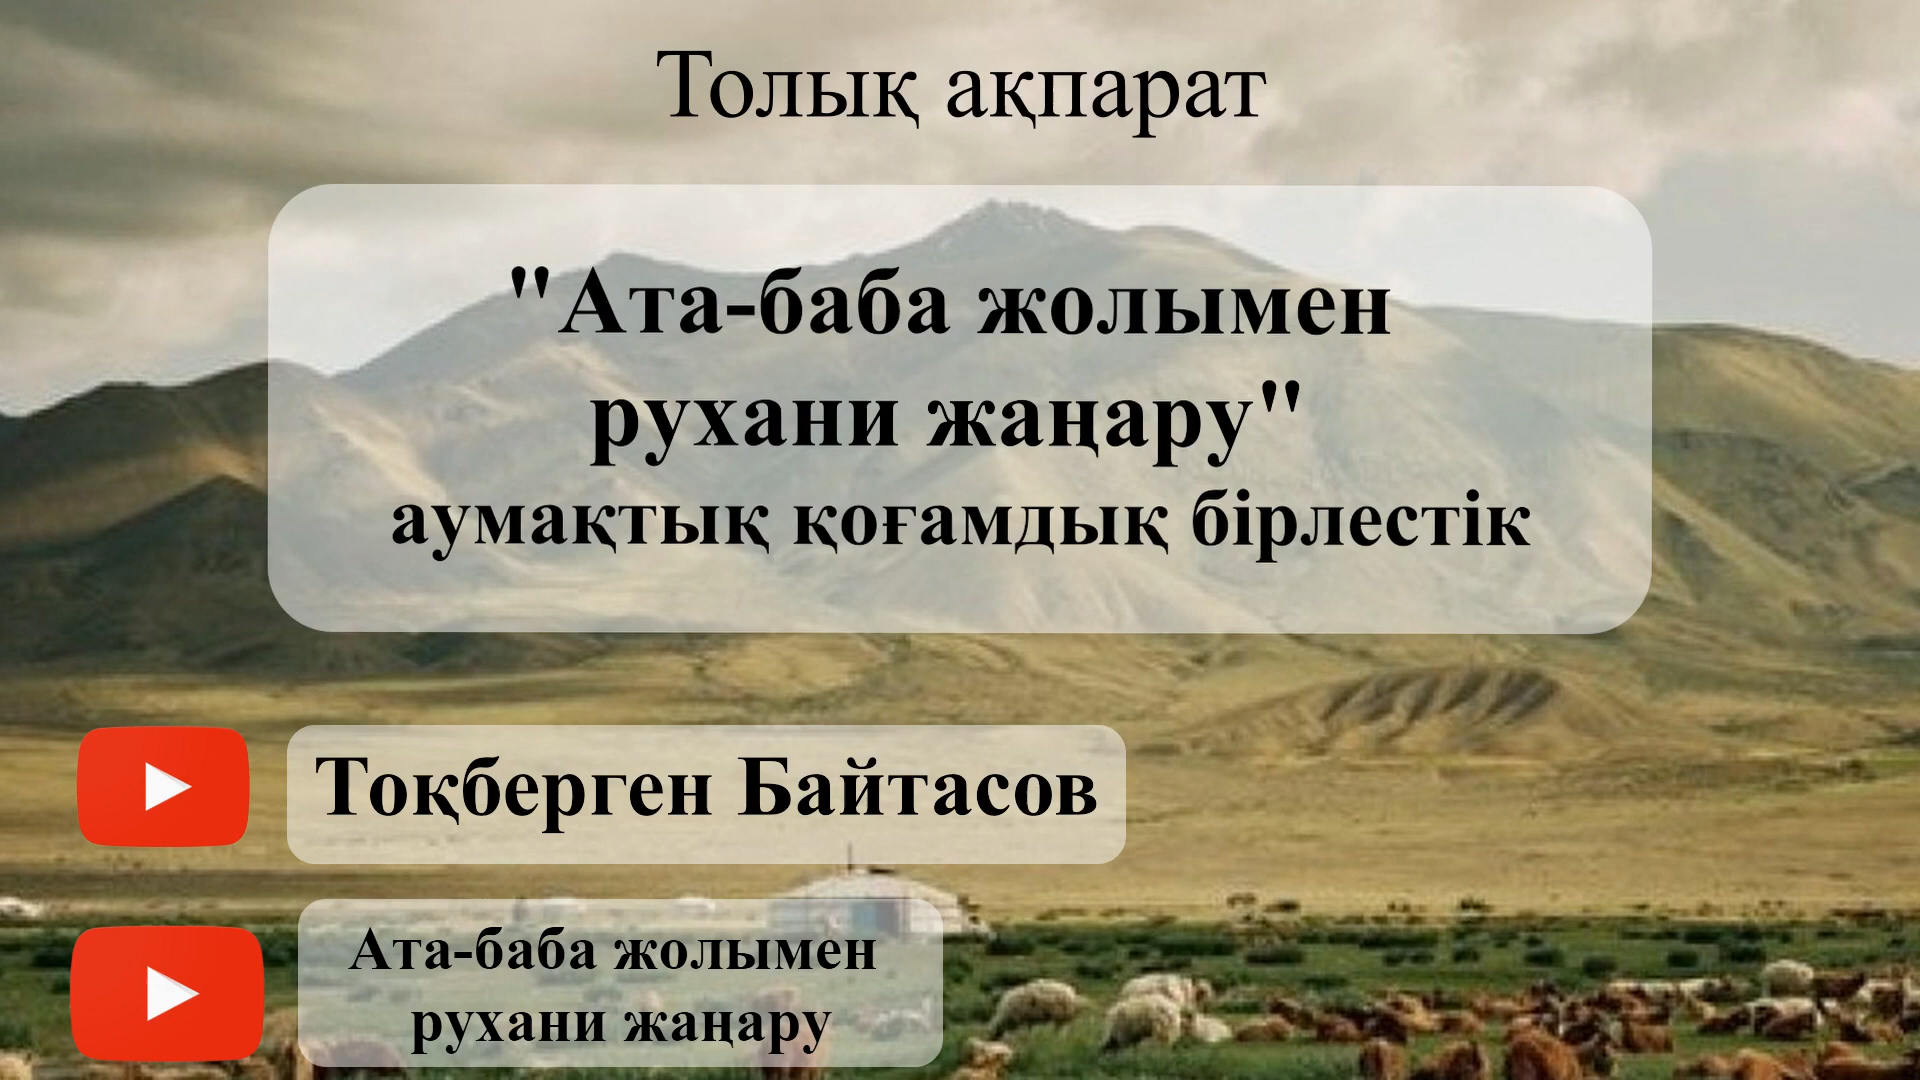 Толық ақпарат
"Ата-баба жолымен
рухани жаңару"
аумақтық қоғамдық бірлестік
Тоқберген Байтасов
Ата-баба жолымен
рухани жаңару